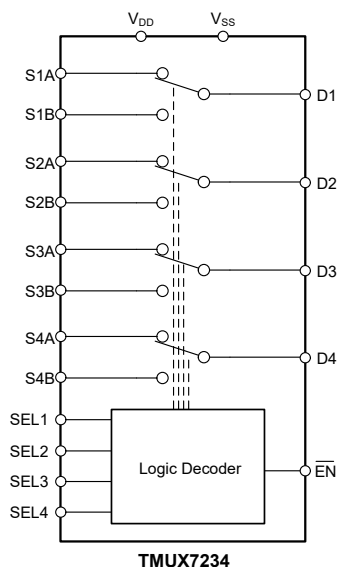 VDD VSS
S1A
D1
S1B
S2A
D2
S2B
S3A
D3
S3B
S4A
D4
S4B
SEL1
SEL2
Logic Decoder
EN
SEL3
SEL4
TMUX7234